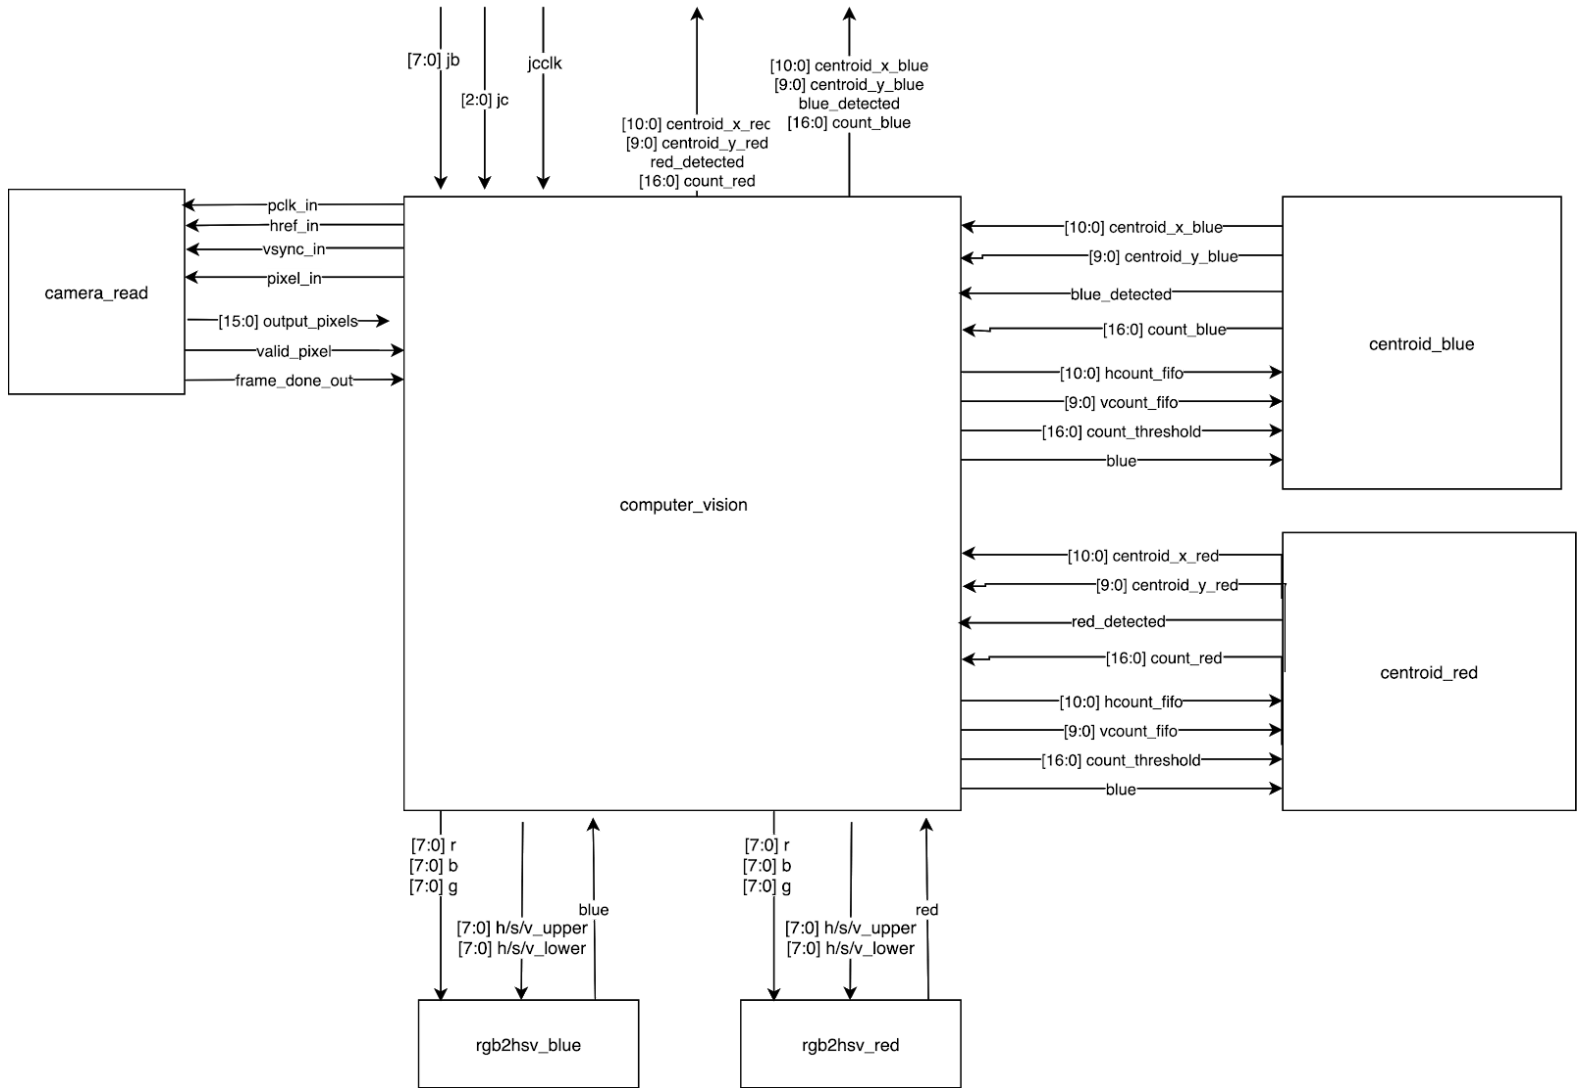 [7:0] jb
[2:0] jc
jcclk
[10:0] centroid_x_rec
[9:0] centroid_y_red
red_detected
[16:0] count_red
[10:0] centroid_x_blue
[9:0] centroid_y_blue
blue_detected
[16:0] count_blue
camera_read
pclk_in
href_in
vsync_in
pixel_in
[15:0] output_pixels
valid_pixel
frame_done_out
computer_vision
[10:0] centroid_x_blue
[9:0] centroid_y_blue
blue_detected
[16:0] count_blue
[10:0] hcount_fifo
[9:0] vcount_fifo
[16:0] count_threshold
blue
centroid_blue
[10:0] centroid_x_red
[9:0] centroid_y_red
red_detected
[16:0] count_red
[10:0] hcount_fifo
[9:0] vcount_fifo
[16:0] count_threshold
blue
centroid_red
[7:0] r
[7:0] b
[7:0] g
[7:0] h/s/v_upper
[7:0] h/s/v_lower
blue
[7:0] r
[7:0] b
[7:0] g
[7:0] h/s/v_upper
[7:0] h/s/v_lower
red
rgb2hsv_blue
rgb2hsv_red